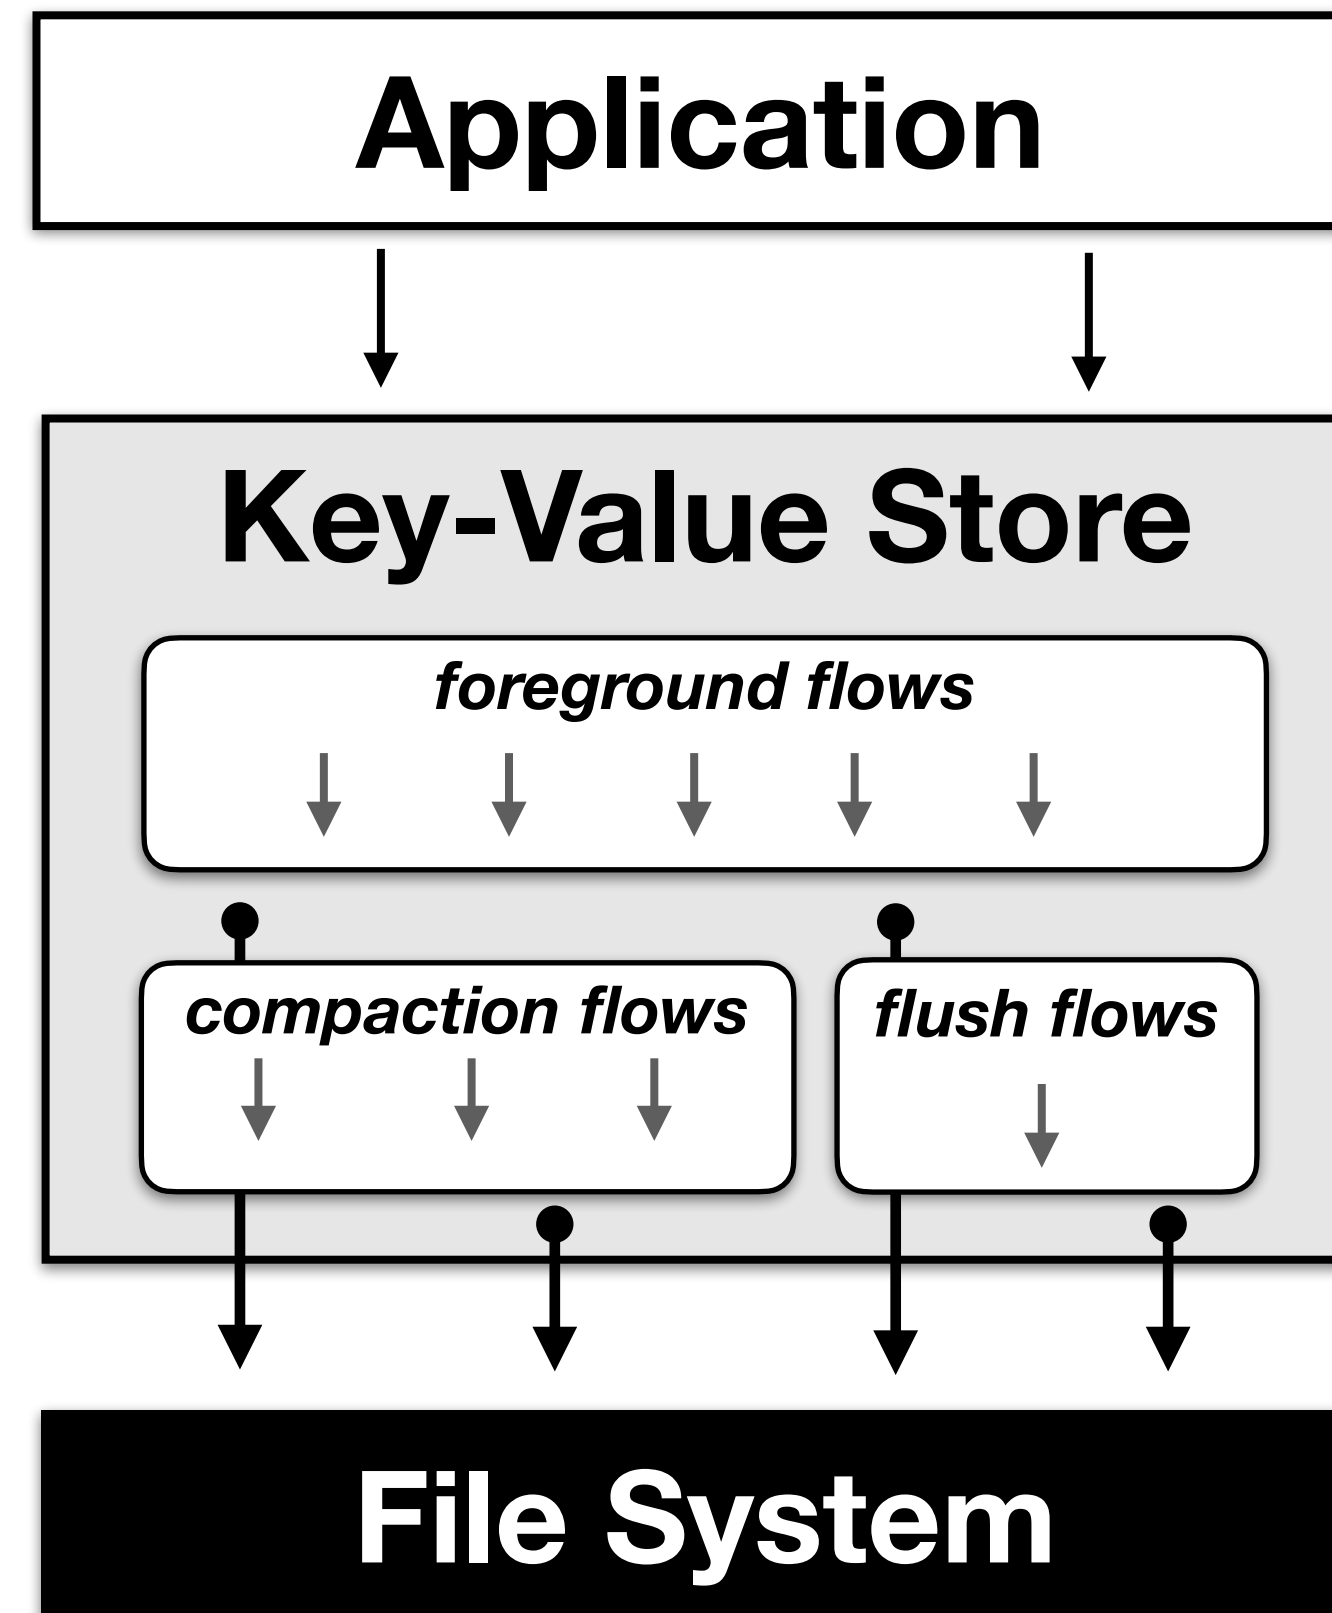 Application
Key-Value Store
foreground flows
compaction flows
flush flows
File System